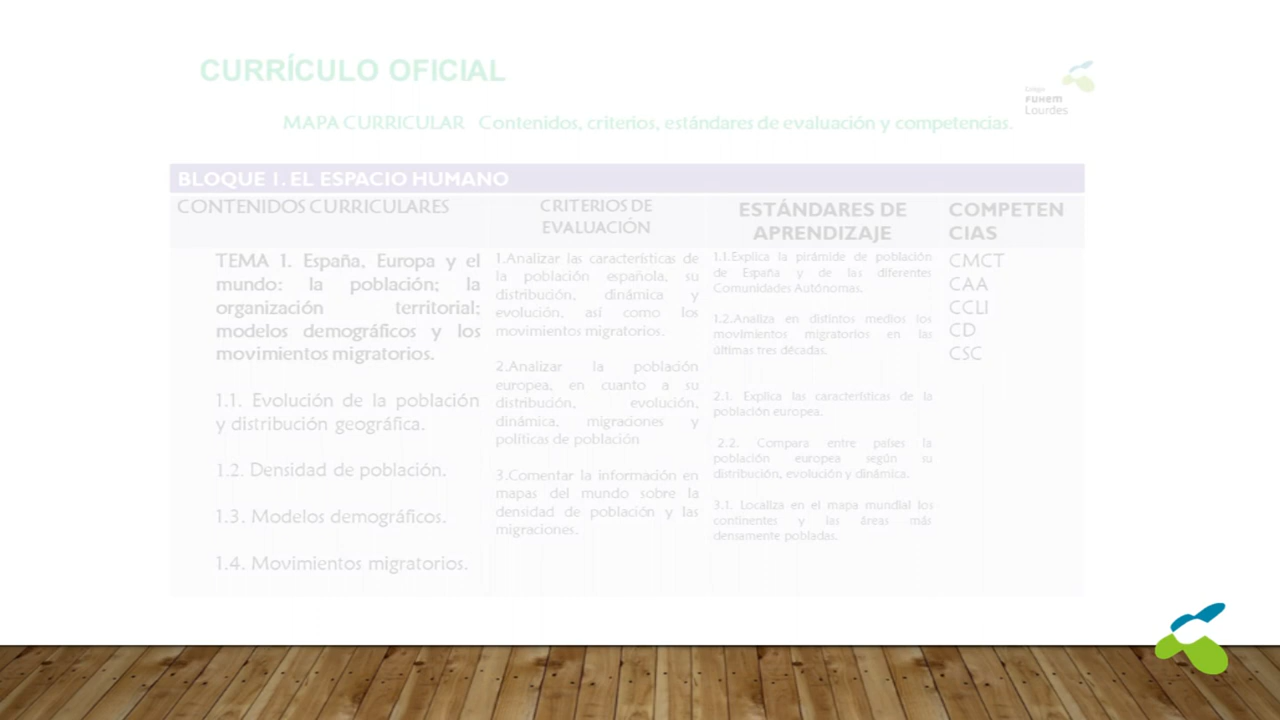 CURRÍCULO OFICIAL
Colegio
FUHEM
Lourdes
MAPA CURRICULAR Contenidos, criterios, estándares de evaluación y competencias.
BLOQUE 1. EL ESPACIO HUMANO
CONTENIDOS CURRICULARES
CRITERIOS DE
EVALUACIÓN
ESTÁNDARES DE
APRENDIZAJE
COMPETEN
CIAS
TEMA 1. España, Europa y el
mundo: la población; la
organización territorial;
modelos demográficos y los
movimientos migratorios.
1.1. Evolución de la población
y distribución geográfica.
1.2. Densidad de población.
1.3. Modelos demográficos.
1.4. Movimientos migratorios.
1.Analizar las características de
la población española, su
distribución, dinámica y
evolución, así como los
movimientos migratorios.
2.Analizar la población
europea, en cuanto a su
distribución, evolución,
dinámica, migraciones y
políticas de población
3.Comentar la información en
mapas del mundo sobre la
densidad de población y las
migraciones.
1.1.Explica la pirámide de población
de España y de las diferentes
Comunidades Autónomas.
1.2.Analiza en distintos medios los
movimientos migratorios en las
últimas tres décadas.
2.1. Explica las características de la
población europea.
2.2. Compara entre países la
población europea según su
distribución, evolución y dinámica.
3.1. Localiza en el mapa mundial los
continentes y las áreas más
densamente pobladas.
CMCT
CAA
CCLI
CD
CSC